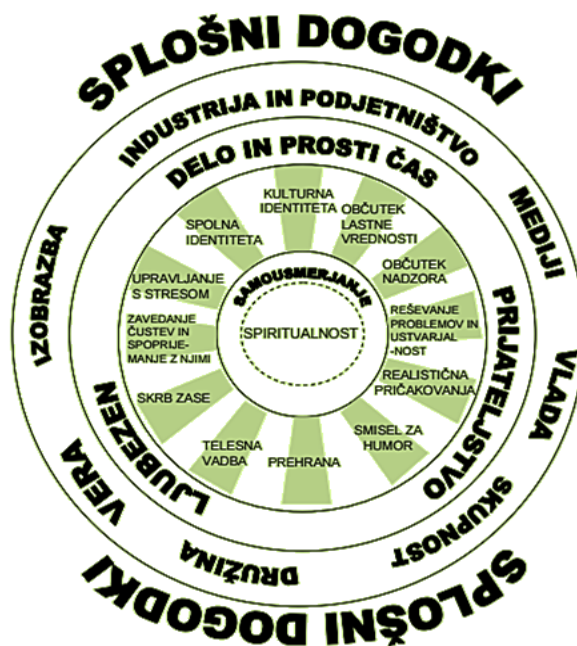 SPLOŠNI DOGODKI
INDUSTRIJA IN PODJETNIŠTVO
MEDIJI
VLADA
SKUPNOST
DRUŽINA
VERA
IZOBRAZBA
DELO IN PROSTI ČAS
PRIJATELJSTVO
LJUBEZEN
KULTURNA
IDENTITETA
OBČUTEK
LASTNE
VREDNOSTI
OBČUTEK
NADZORA
REŠEVANJE
PROBLEMOV IN
USTVARJAL
-NOST
REALISTIČNA
PRIČAKOVANJA
SMISEL ZA
HUMOR
PREHRANA
TELESNA
VADBA
SKRB ZASE
ZAVEDANJE
ČUSTEV IN
SPOPRIJE-
MANJE Z NJIMI
UPRAVLJANJE
S STRESOM
SPOLNA
IDENTITETA
SAMOUSMERJANJE
SPIRITUALNOST
SPLOŠNI DOGODKI